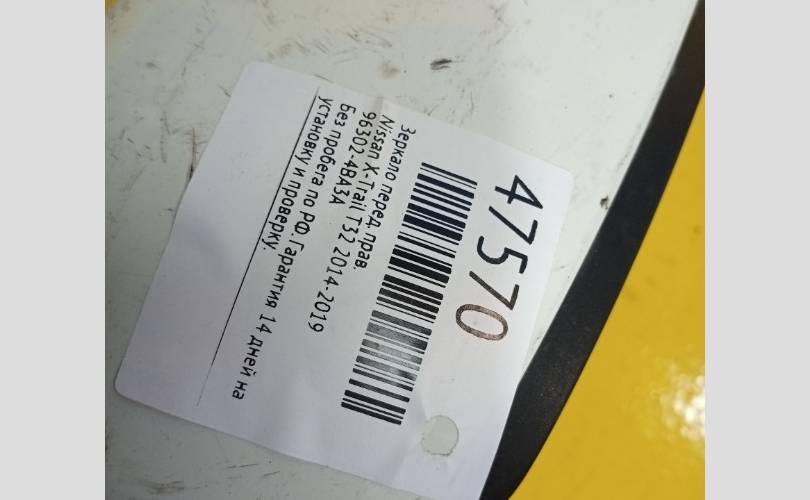 47570
Зеркало перед. прав.
Nissan X-Trail T32 2014-2019
96302-4BA3A
без пробега по РФ. Гарантия 14 дней на
установку и проверку.